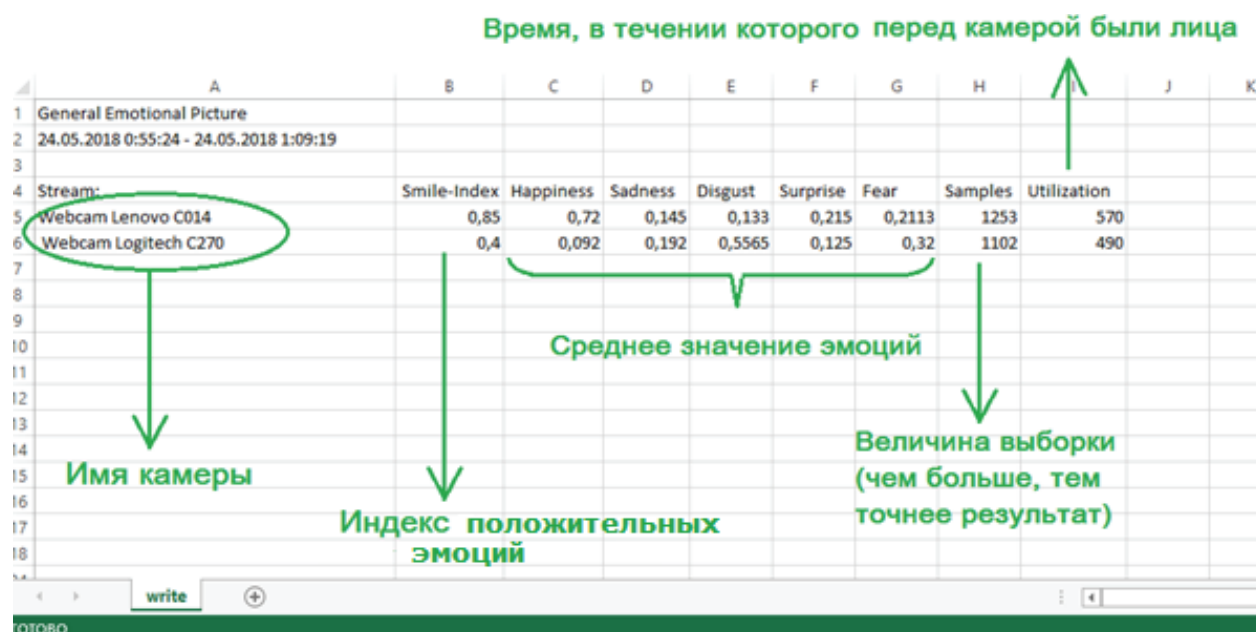 Время, в течении которого перед камерой были лица
A B C D E F G H I J K
1 General Emotional Picture
2 24.05.2018 0:55:24 - 24.05.2018 1:09:19
3
4 Stream: Smile-Index Happiness Sadness Disgust Surprise Fear Samples Utilization
5 Webcam Lenovo C014 0,85 0,72 0,145 0,133 0,215 0,2113 1253 570
6 Webcam Logitech C270 0,4 0,092 0,192 0,5565 0,125 0,32 1102 490
7
8
9
10
Среднее значение эмоций
11
12
13
14
Величина выборки
15
Имя камеры
(чем больше, тем
16
точнее результат)
17
Индекс положительных
18
эмоций
write
ГОТОВО